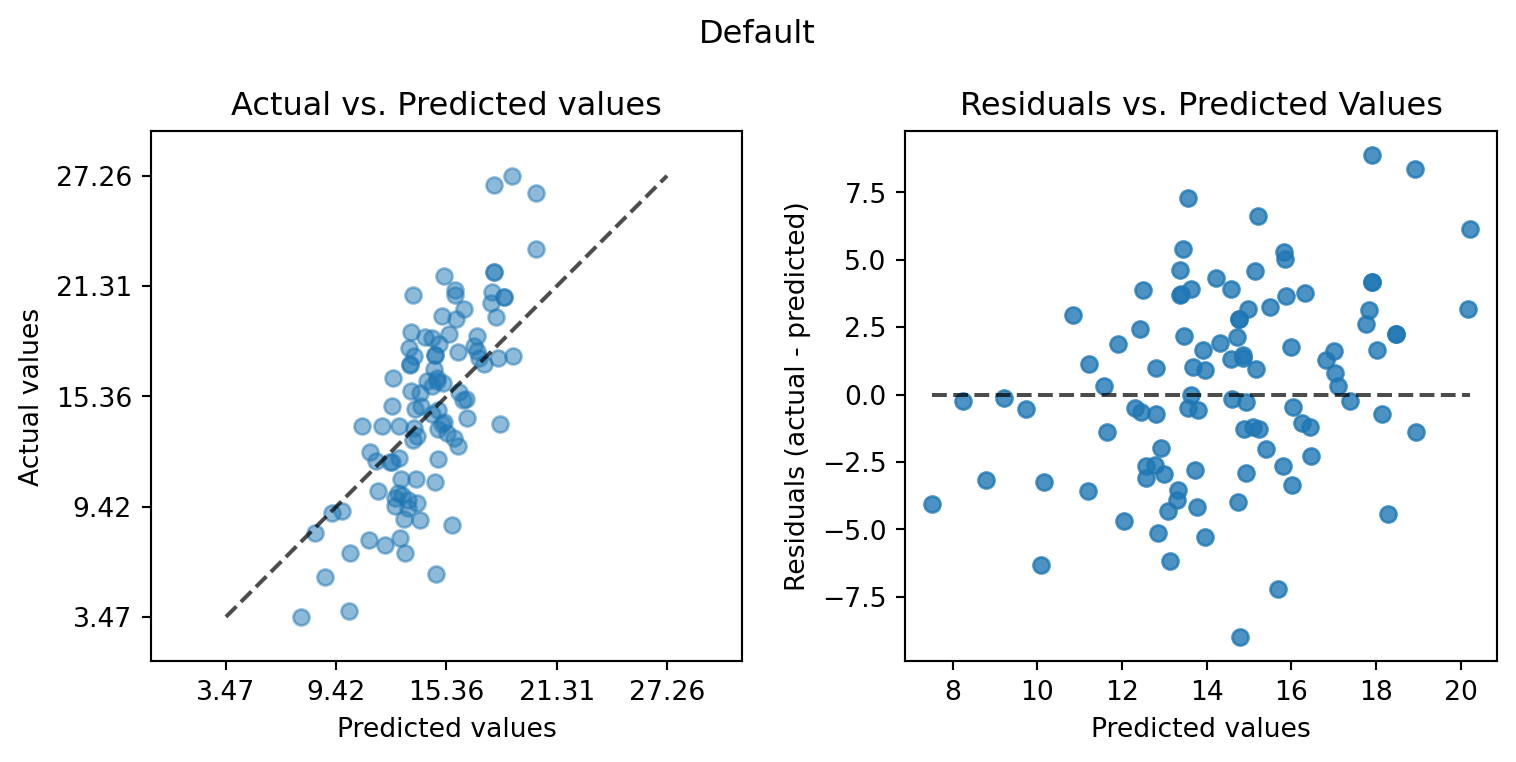 Default
Actual vs. Predicted values
27.26
21.31
15.36
9.42
3.47
Actual values
3.47 9.42 15.36 21.31 27.26
Predicted values
Residuals vs. Predicted Values
7.5
5.0
2.5
0.0
−2.5
−5.0
−7.5
Residuals (actual - predicted)
8 10 12 14 16 18 20
Predicted values